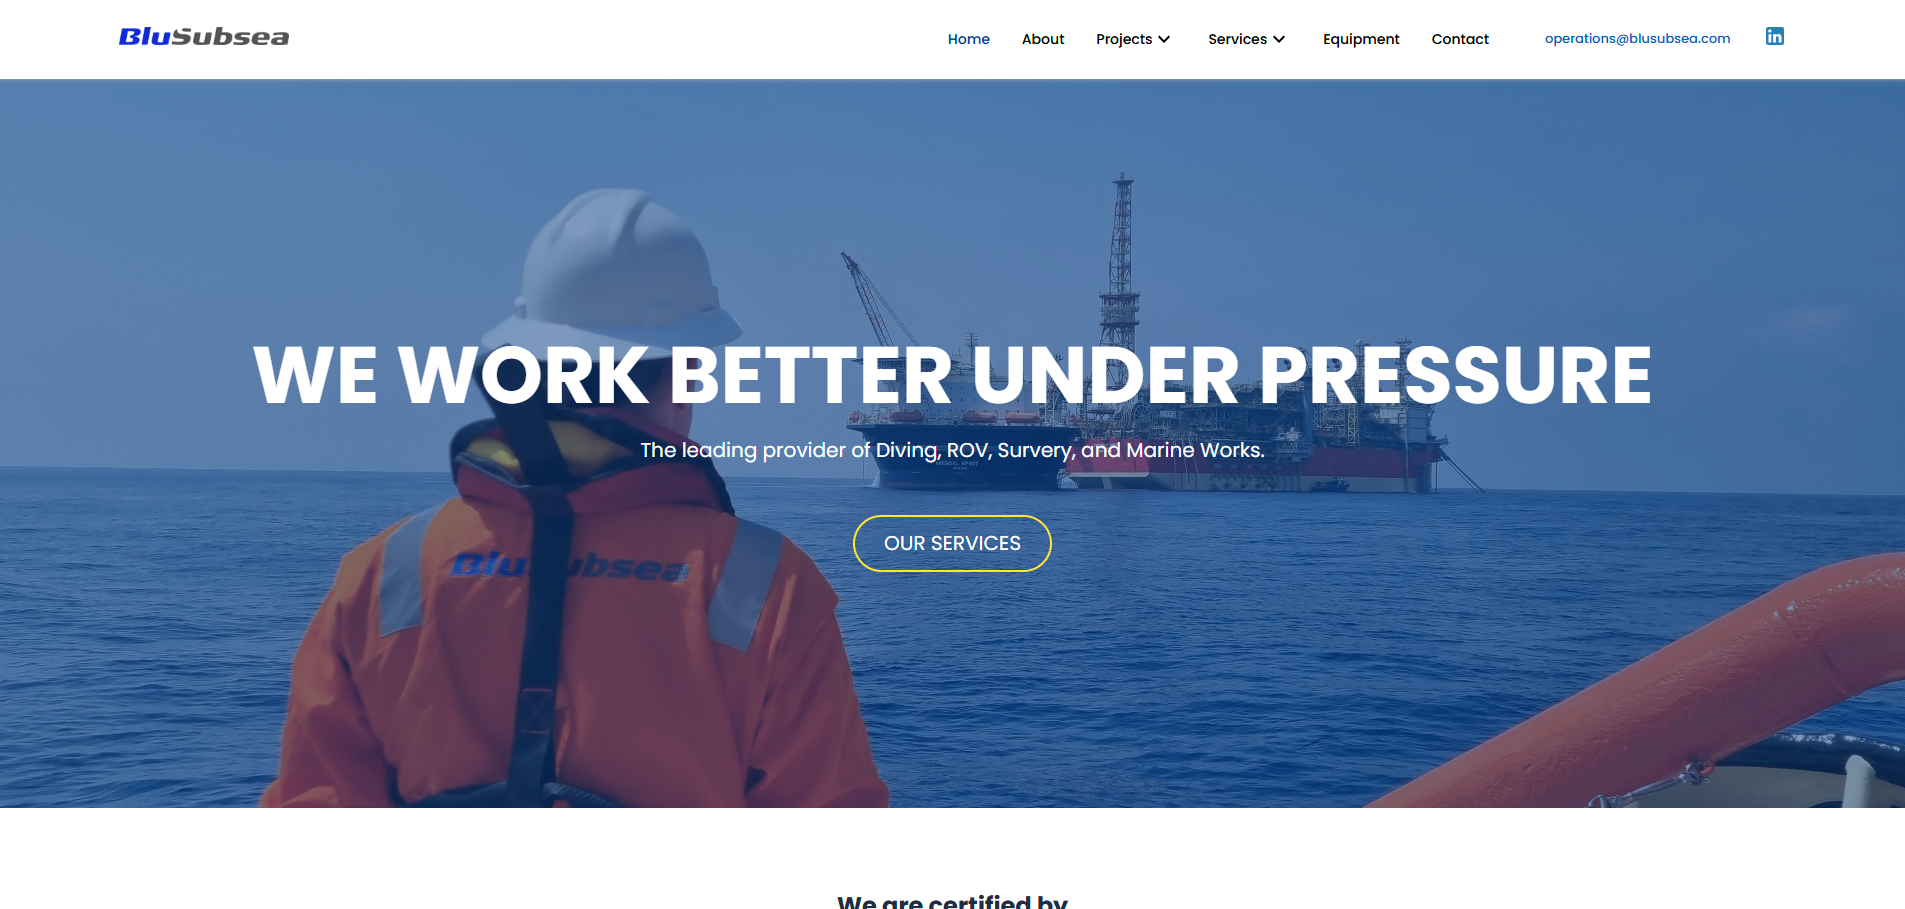 BluSubsea
Home About Projects Services Equipment Contact operations@blusubsea.com in
WE WORK BETTER UNDER PRESSURE
The leading provider of Diving, ROV, Survery, and Marine Works.
OUR SERVICES
BluSubsea
We are certified by